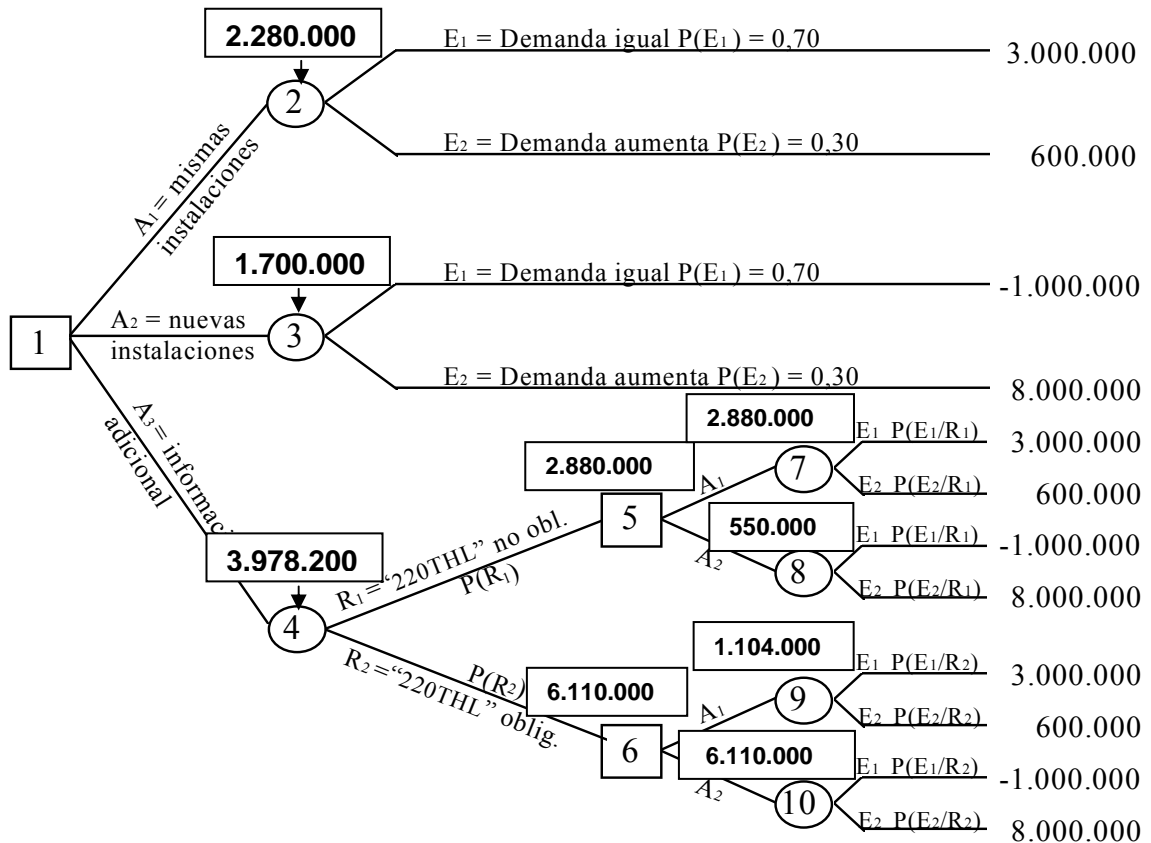 2.280.000
E1 = Demanda igual P(E1) = 0,70
3.000.000
2
E2 = Demanda aumenta P(E2) = 0,30
600.000
A1 = mismas
instalaciones
1.700.000
E1 = Demanda igual P(E1) = 0,70
-1.000.000
1
A2 = nuevas
instalaciones
3
E2 = Demanda aumenta P(E2) = 0,30
8.000.000
A3 = informaci
adicional
2.880.000
E1 P(E1/R1)
3.000.000
2.880.000
7
A1
E2 P(E2/R1)
600.000
5
550.000
E1 P(E1/R1)
-1.000.000
A2
8
E2 P(E2/R1)
8.000.000
3.978.200
R1=“220THL” no obl.
P(R1)
4
1.104.000
E1 P(E1/R2)
3.000.000
P(R2)
R2=“220THL” oblig.
6.110.000
9
A1
E2 P(E2/R2)
600.000
6
6.110.000
E1 P(E1/R2)
-1.000.000
A2
10
E2 P(E2/R2)
8.000.000